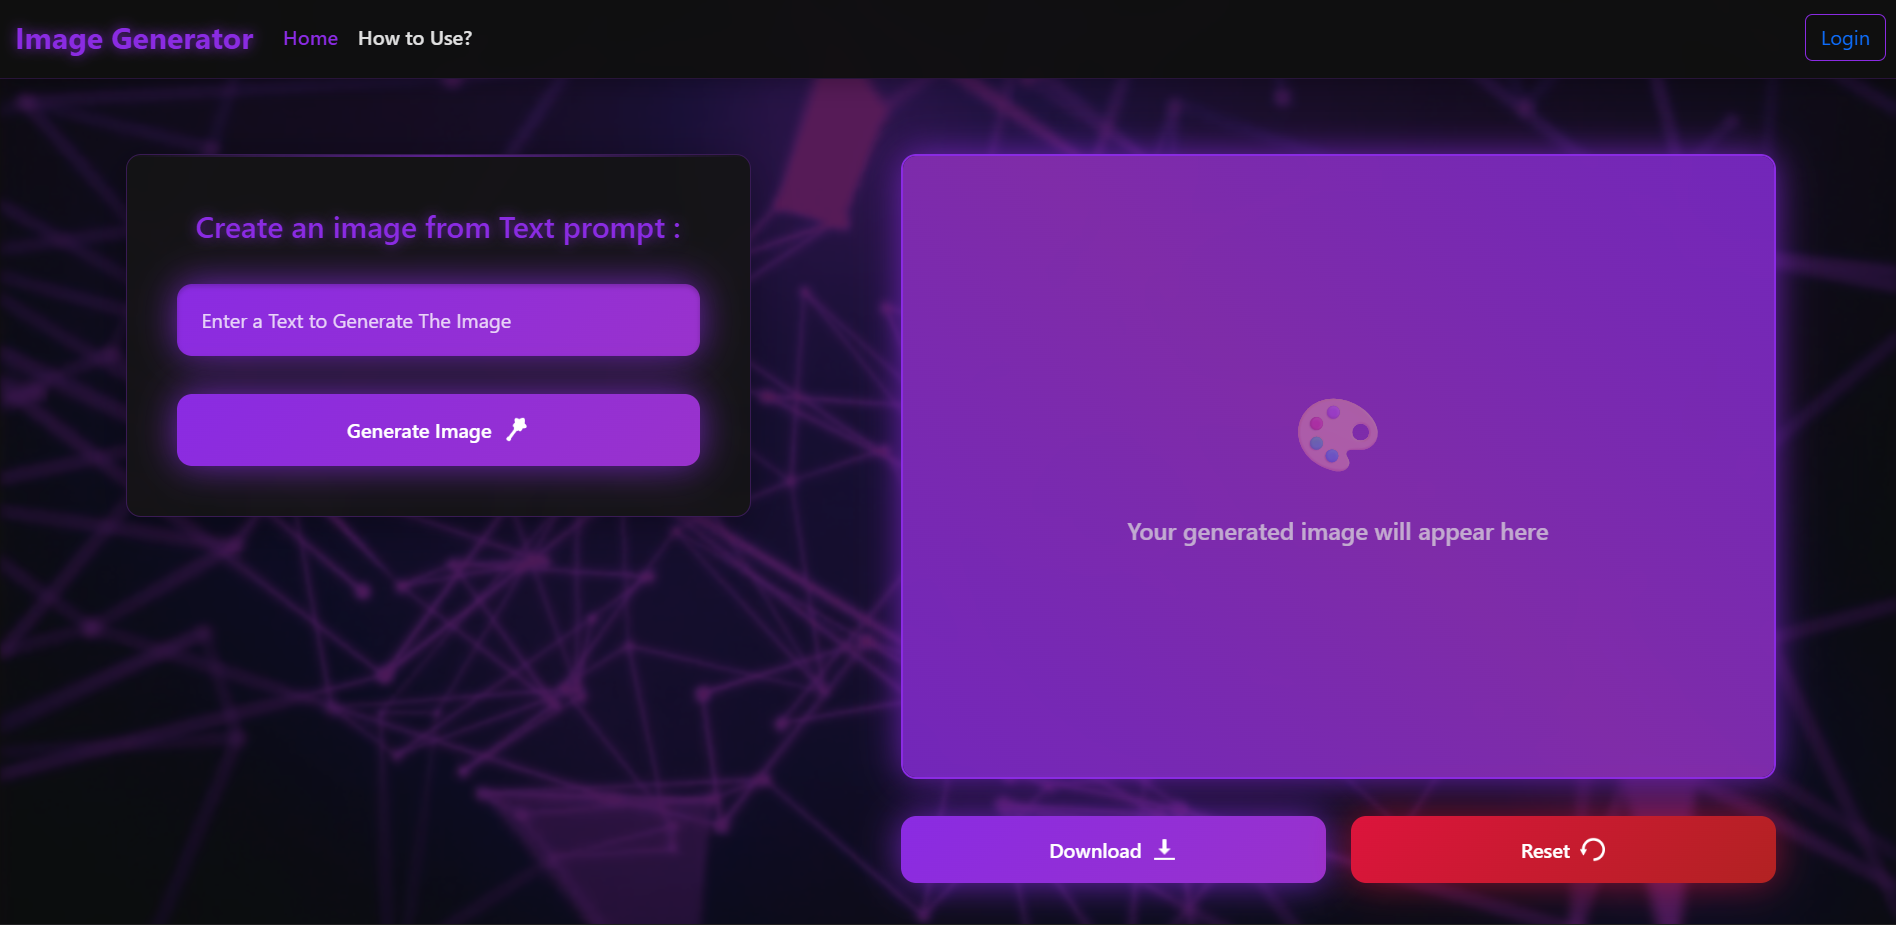 Image Generator
Home
How to Use?
Login
Create an image from Text prompt :
Enter a Text to Generate The Image
Generate Image
Your generated image will appear here
Download
Reset